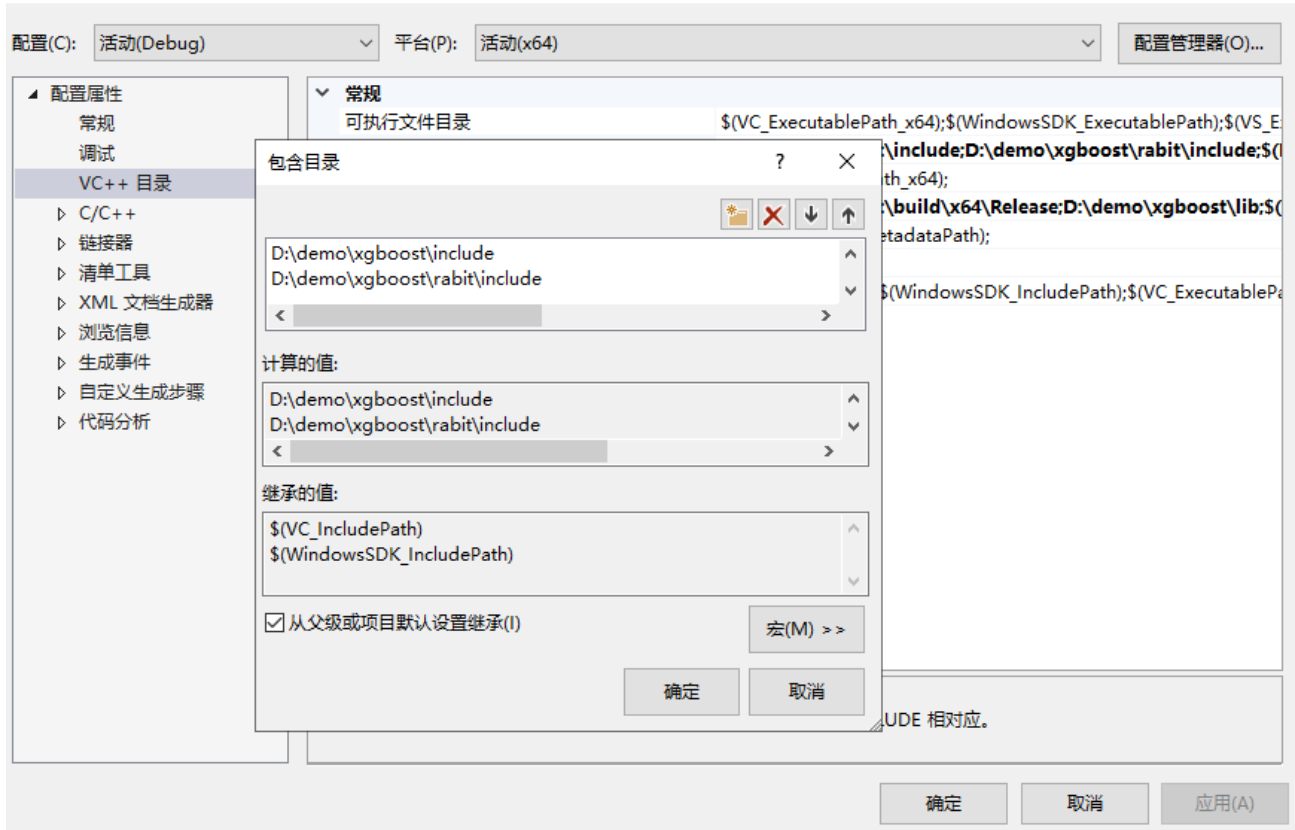 配置(C): 活动(Debug) 平台(P): 活动(x64) 配置管理器(O)...
配置属性
常规
调试
VC++ 目录
C/C++
链接器
清单工具
XML 文档生成器
浏览信息
生成事件
自定义生成步骤
代码分析
常规
可执行文件目录 $(VC_ExecutablePath_x64);$(WindowsSDK_ExecutablePath);$(VS_E
\include;D:\demo\xgboost\rabit\include;$(
th_x64);
\build\x64\Release;D:\demo\xgboost\lib;$(
etadataPath);
$(WindowsSDK_IncludePath);$(VC_ExecutablePa
包含目录 ?
D:\demo\xgboost\include
D:\demo\xgboost\rabit\include
计算的值:
D:\demo\xgboost\include
D:\demo\xgboost\rabit\include
继承的值:
$(VC_IncludePath)
$(WindowsSDK_IncludePath)
从父级或项目默认设置继承(I)
宏(M) >>
确定 取消
UDE 相对应。
确定 取消 应用(A)